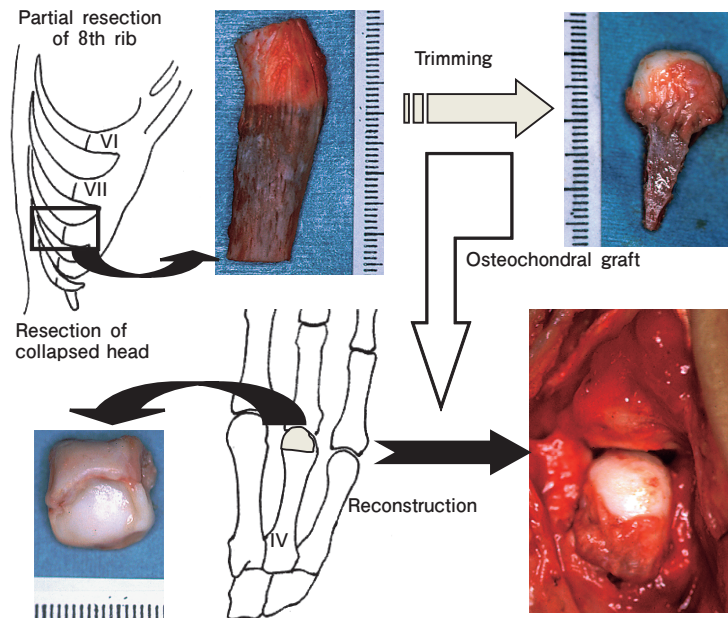 Partial resection
of 8th rib
Trimming
VI
VII
Osteochondral graft
Resection of
collapsed head
Reconstruction
IV